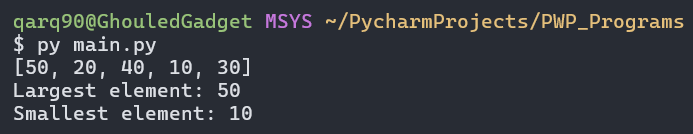 qarq90@GhouledGadget MSYS ~/PycharmProjects/PWP_Programs
$ py main.py
[50, 20, 40, 10, 30]
Largest element: 50
Smallest element: 10